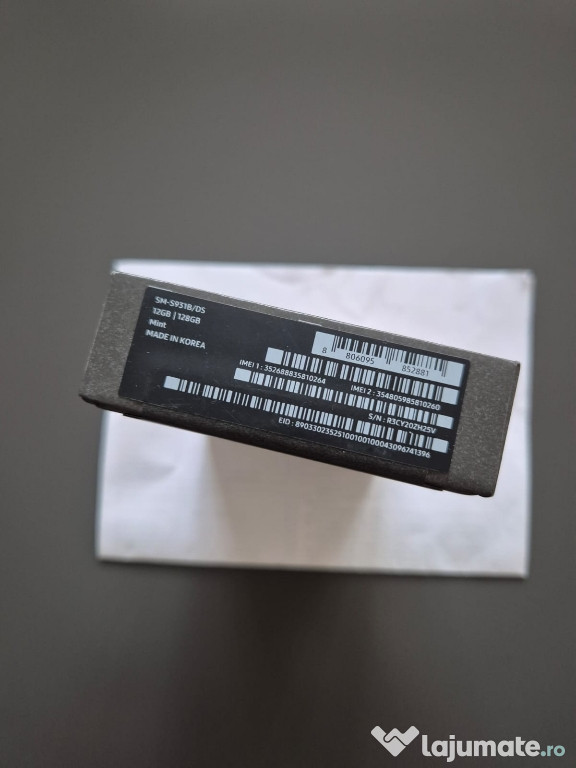 SM-S931B/DS
12GB | 128GB
Mint
MADE IN KOREA
8 806095 852881
IMEI 1 : 352688835810264
IMEI 2 : 354805985810260
S/N : R3CY20ZH25V
EID : 89033023525100100100043096741396
lajumate.ro